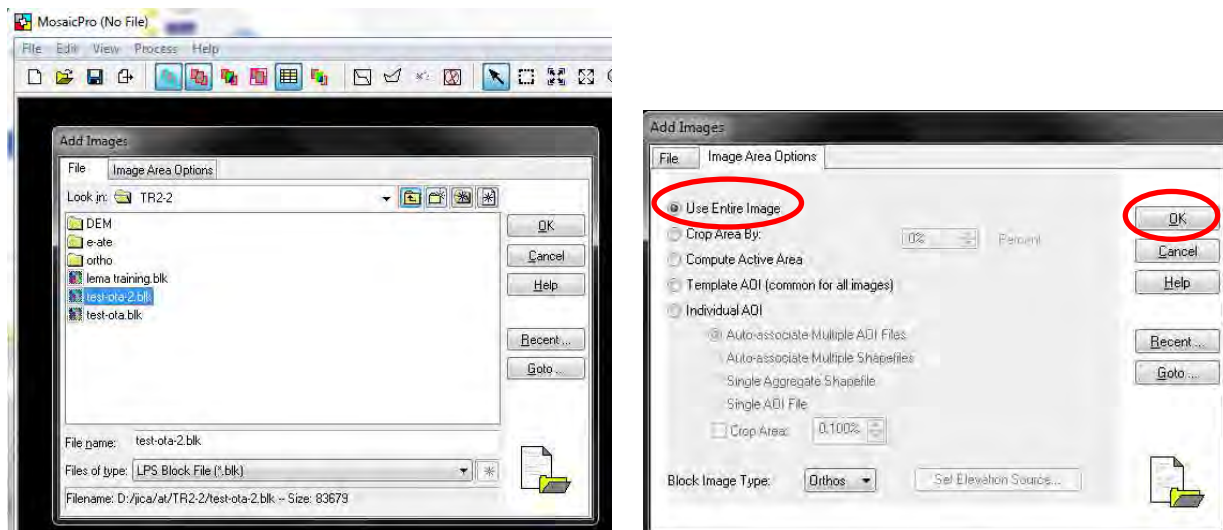 MosaicPro (No File)
File Edit View Process Help
Add Images
File Image Area Options
Look in: TR2-2
DEM
e-ate
ortho
lema training.blk
test-ota-2.blk
test-ota.blk
OK
Cancel
Help
Recent ...
Goto ...
File name: test-ota-2.blk
Files of type: LPS Block File (*.blk)
Filename: D:/jica/at/TR2-2/test-ota-2.blk -- Size: 83679
Add Images
File Image Area Options
Use Entire Image
Crop Area By: 0% Percent
Compute Active Area
Template AOI (common for all images)
Individual AOI
Auto-associate Multiple AOI Files
Auto-associate Multiple Shapefiles
Single Aggregate Shapefile
Single AOI File
Crop Area: 0.100%
Block Image Type: Orthos Set Elevation Source...
OK
Cancel
Help
Recent ...
Goto ...